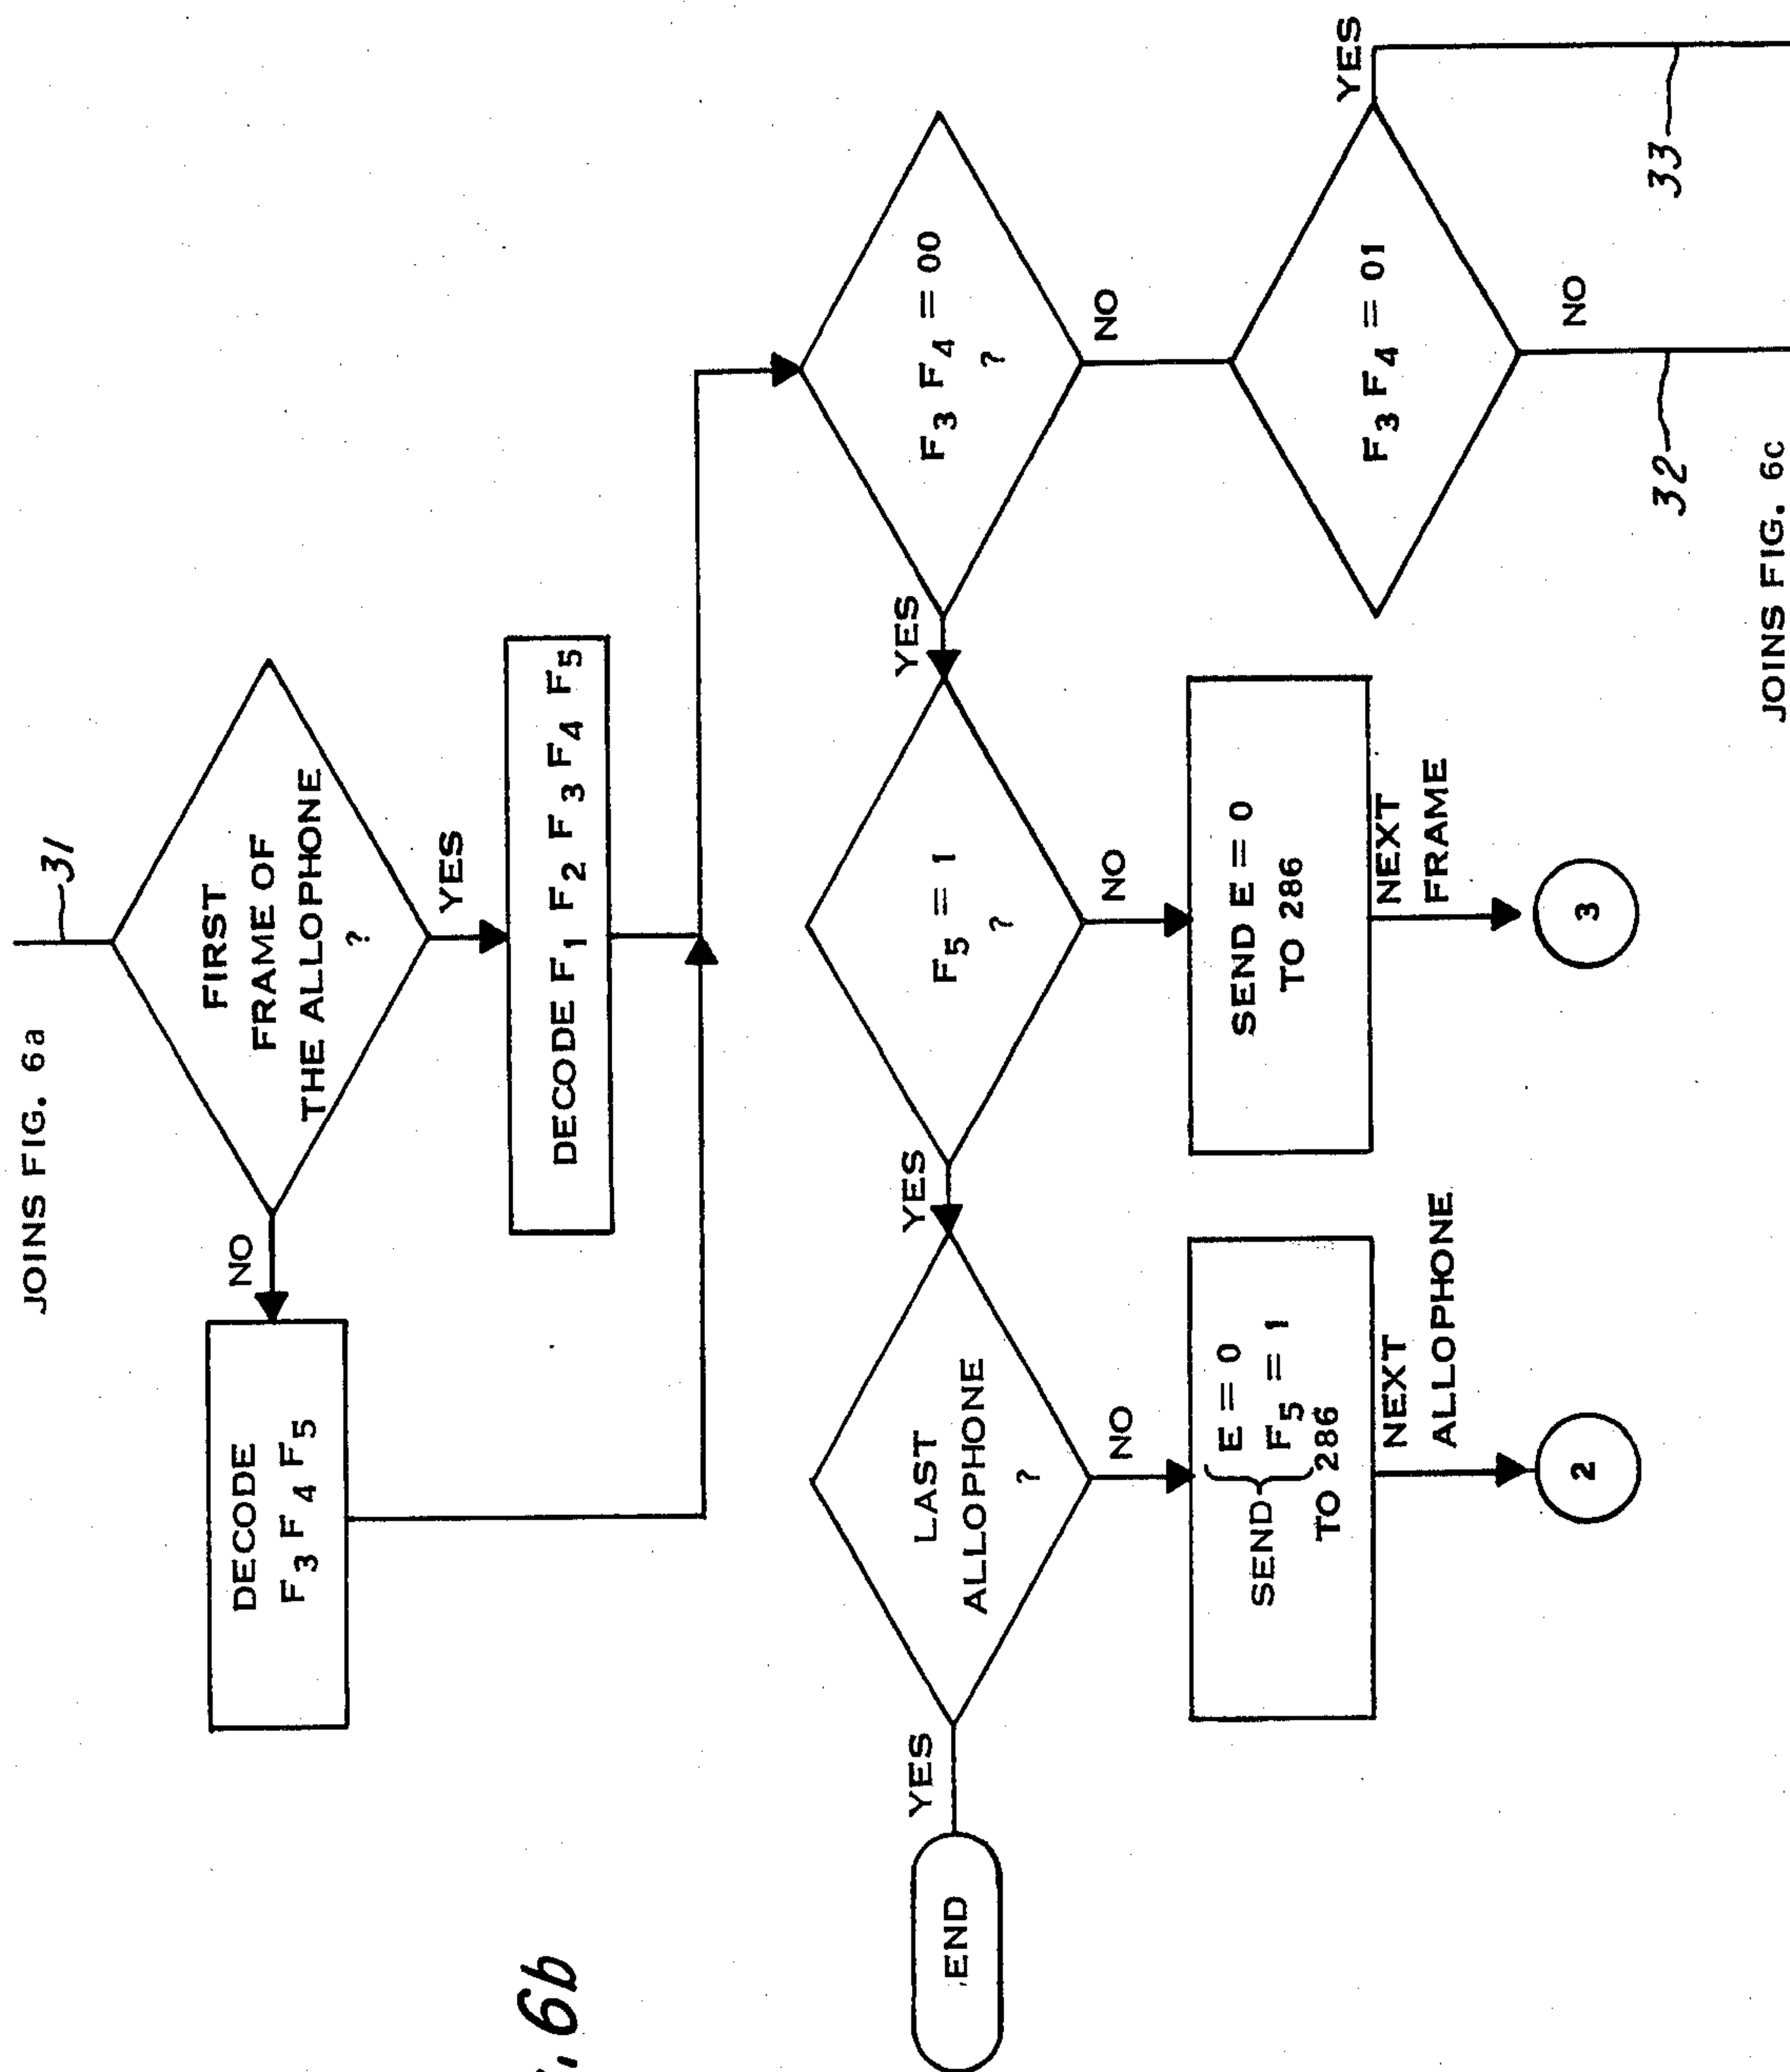 JOINS FIG. 6a
31
FIRST
FRAME OF
THE ALLOPHONE
?
NO
YES
DECODE
F3 F4 F5
DECODE F1 F2 F3 F4 F5
F3 F4 = 00
?
YES
NO
F5 = 1
?
YES
NO
LAST
ALLOPHONE
?
YES
NO
END
F3 F4 = 01
YES
NO
SEND E = 0
TO 286
NEXT
FRAME
3
SEND { E = 0
F5 = 1 }
TO 286
NEXT
ALLOPHONE
2
32
33
JOINS FIG. 6c
6b